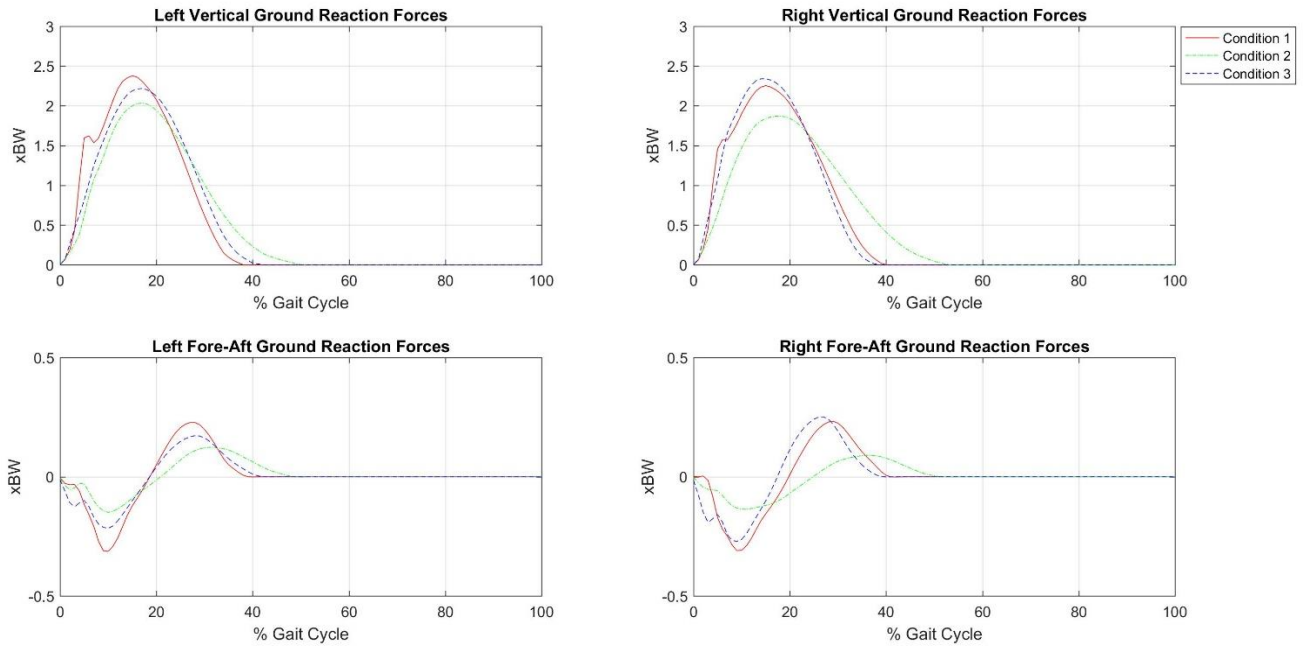 Left Vertical Ground Reaction Forces
3
2.5
2
1.5
1
0.5
0
xBW
0 20 40 60 80 100
% Gait Cycle
Right Vertical Ground Reaction Forces
3
2.5
2
1.5
1
0.5
0
xBW
0 20 40 60 80 100
% Gait Cycle
Condition 1
Condition 2
Condition 3
Left Fore-Aft Ground Reaction Forces
0.5
0
-0.5
xBW
0 20 40 60 80 100
% Gait Cycle
Right Fore-Aft Ground Reaction Forces
0.5
0
-0.5
xBW
0 20 40 60 80 100
% Gait Cycle